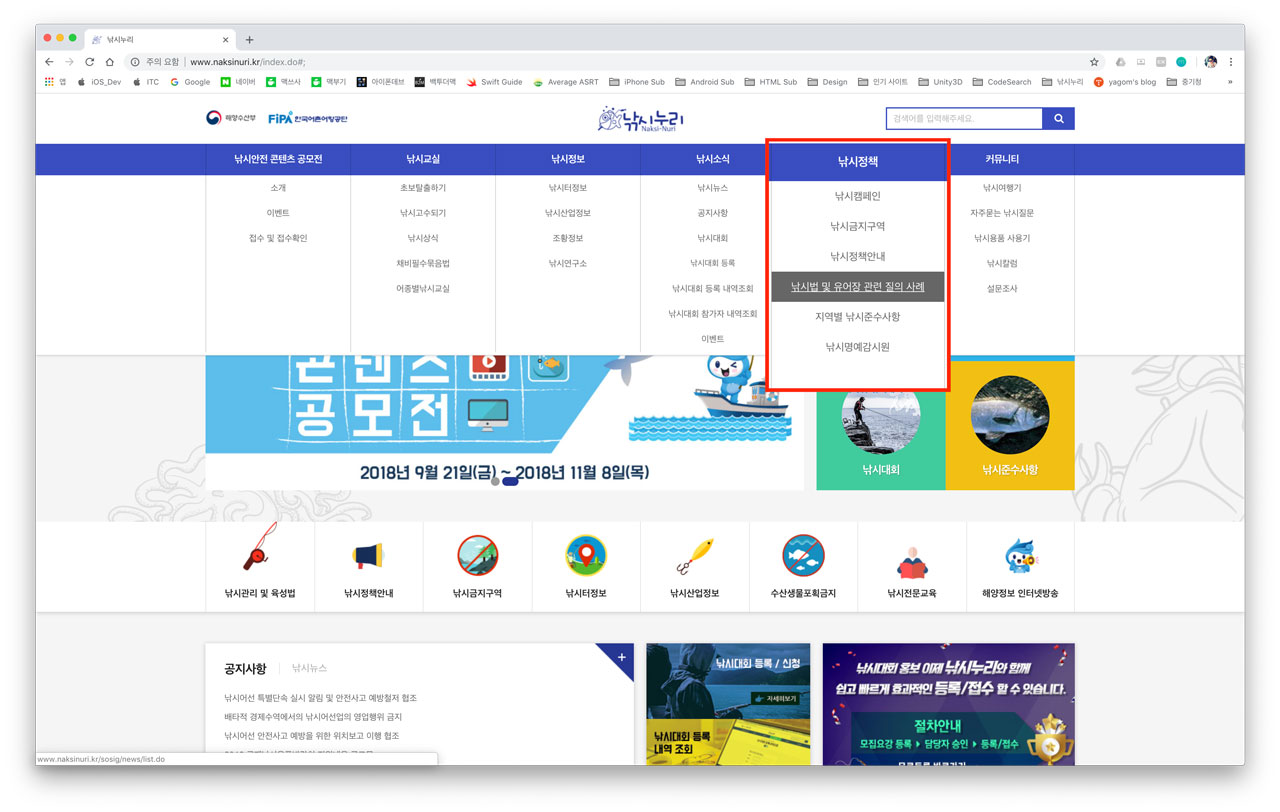 낚시누리
주의 요함 | www.naksinuri.kr/index.do#;
앱 iOS_Dev ITC Google 네이버 맥쓰사 맥부기 아이폰데브 백투더맥 Swift Guide Average ASRT iPhone Sub Android Sub HTML Sub Design 인기 사이트 Unity3D CodeSearch 낚시누리 yagom's blog 중기청 »
해양수산부 FiPA 한국어촌어항공단 낚시누리 검색어를 입력해주세요.
Naksi-Nuri
낚시안전 콘텐츠 공모전 낚시교실 낚시정보 낚시소식 낚시정책 커뮤니티
소개 초보탈출하기 낚시터정보 낚시뉴스 낚시캠페인 낚시여행기
이벤트 낚시고수되기 낚시산업정보 공지사항 낚시금지구역 자주묻는 낚시질문
접수 및 접수확인 낚시상식 조황정보 낚시대회 낚시정책안내 낚시용품 사용기
채비필수묶음법 낚시연구소 낚시대회 등록 낚시법 및 유어장 관련 질의 사례 낚시칼럼
어종별낚시교실 낚시대회 등록 내역조회 지역별 낚시준수사항 설문조사
낚시대회 참가자 내역조회 낚시명예감시원
이벤트
콘텐츠
공모전
2018년 9월 21일(금) ~ 2018년 11월 8일(목)
낚시대회 낚시준수사항
낚시관리 및 육성법 낚시정책안내 낚시금지구역 낚시터정보 낚시산업정보 수산생물포획금지 낚시전문교육 해양정보 인터넷방송
공지사항 낚시뉴스 +
낚시어선 특별단속 실시 알림 및 안전사고 예방철저 협조
배타적 경제수역에서의 낚시어선업의 영업행위 금지
낚시어선 안전사고 예방을 위한 위치보고 이행 협조
낚시대회 등록 / 신청
자세히보기
낚시대회 등록
내역 조회
낚시대회 홍보 이제 낚시누리와 함께
쉽고 빠르게 효과적인 등록/접수 할 수 있습니다.
절차안내
모집요강 등록 ▶ 담당자 승인 ▶ 등록/접수
www.naksinuri.kr/sosig/news/list.do